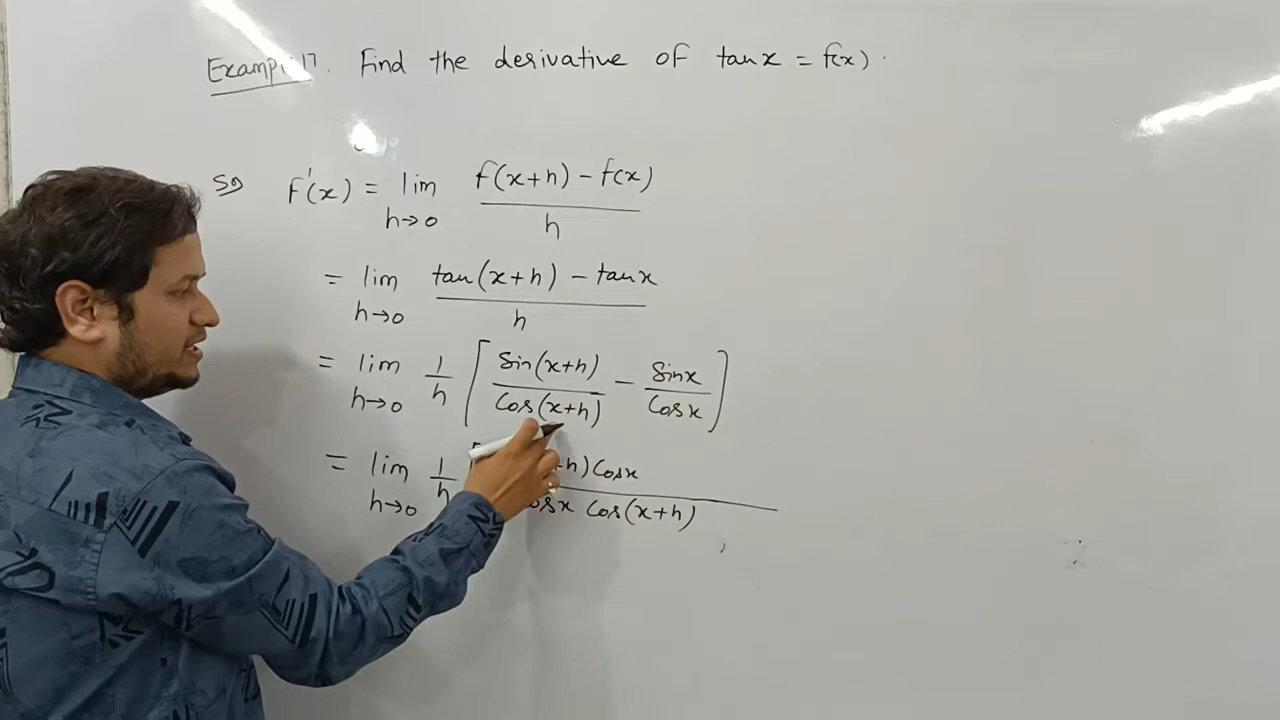 Example 17. Find the derivative of tan x = f(x).
Sol f'(x) = lim h→0 f(x+h) - f(x) / h
= lim h→0 tan(x+h) - tan x / h
= lim h→0 1/h [ Sin(x+h) / Cos(x+h) - Sin x / Cos x ]
= lim h→0 1/h [ +h) Cos x / Cos x Cos(x+h)